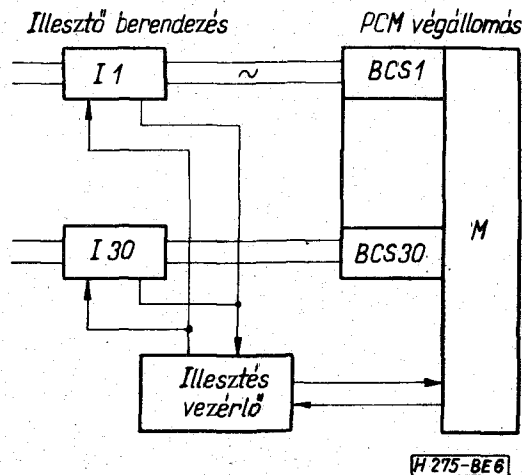 Illesztő berendezés
PCM végállomás
I 1
~
BCS1
M
I 30
BCS30
Illesztés
vezérlő
H 275-BE6